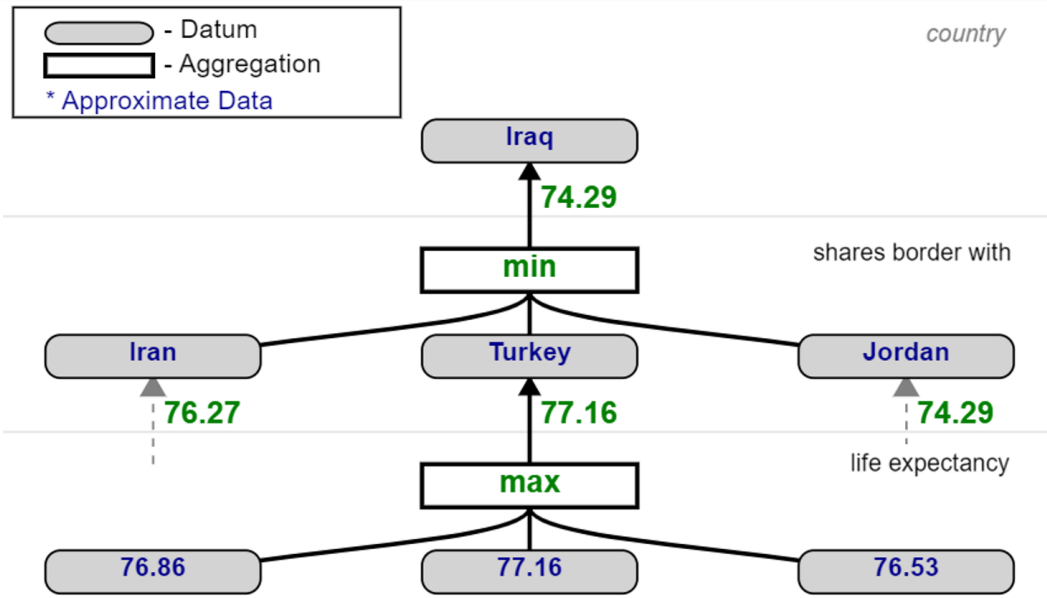 - Datum
country
- Aggregation
* Approximate Data
Iraq
74.29
min
shares border with
Iran
Turkey
Jordan
76.27
77.16
74.29
life expectancy
max
76.86
77.16
76.53